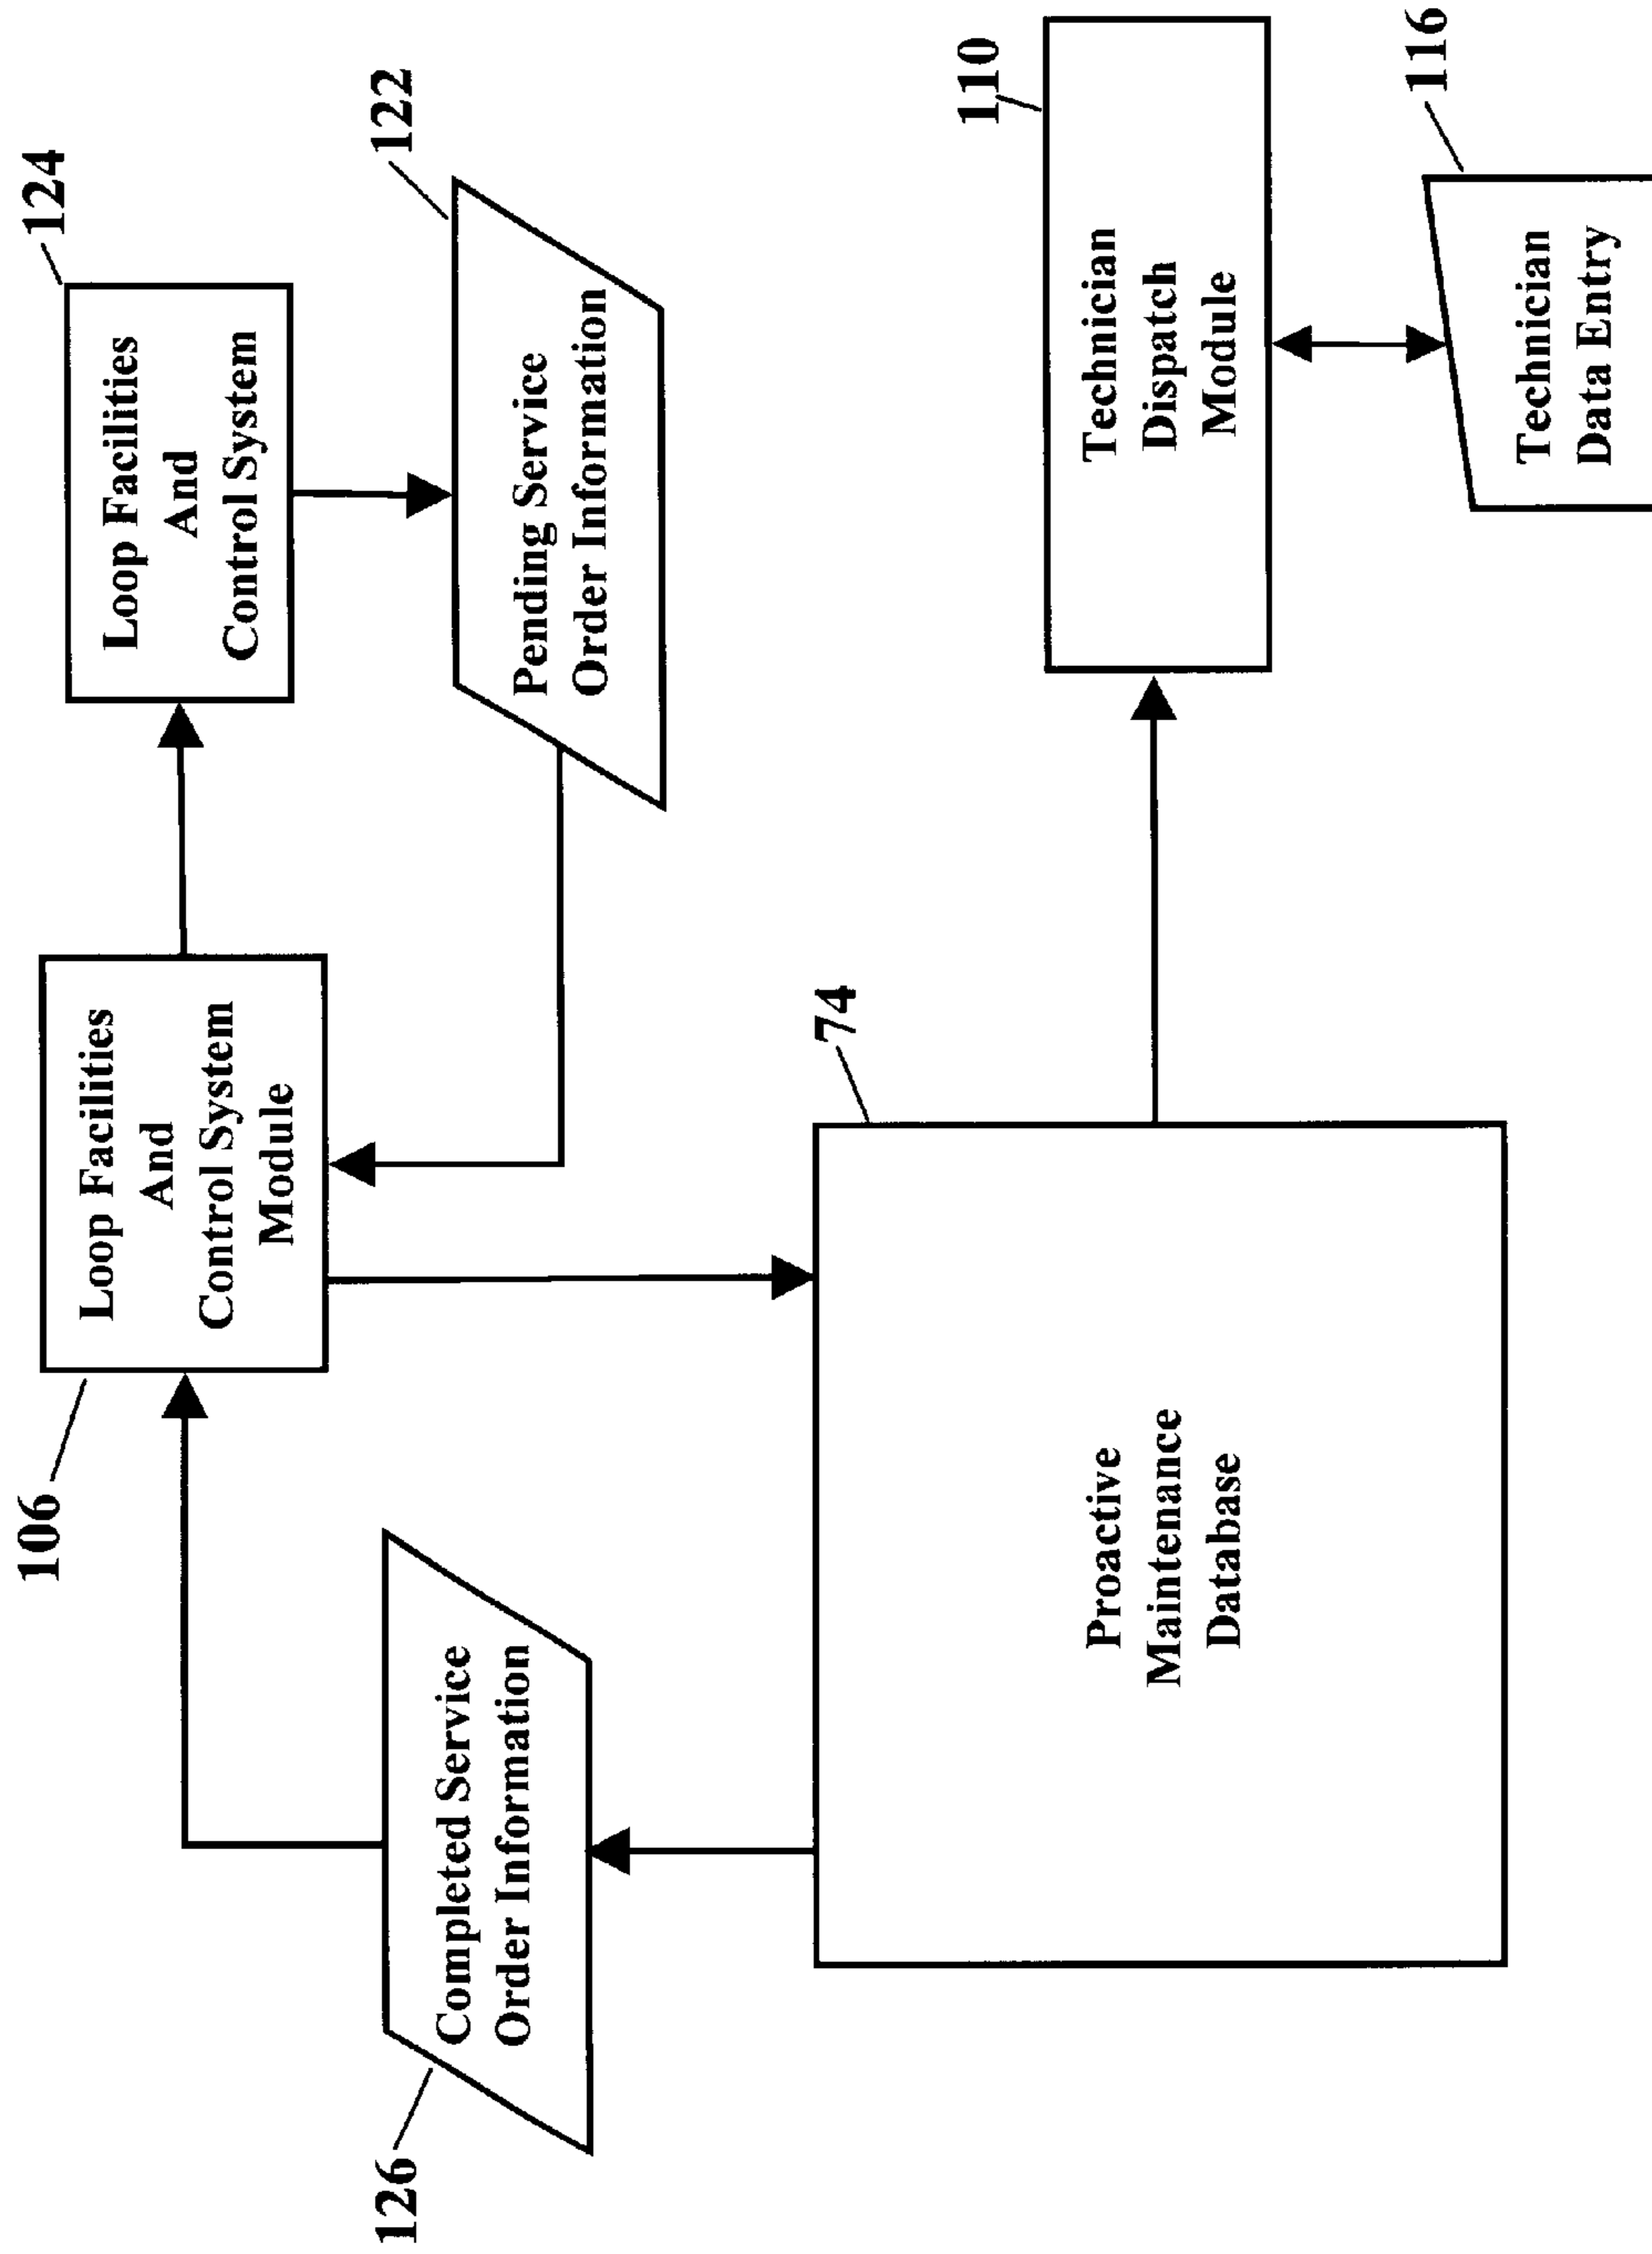 106
Loop Facilities
And
Control System
Module
124
Loop Facilities
And
Control System
126
Completed Service
Order Information
122
Pending Service
Order Information
74
Proactive
Maintenance
Database
110
Technician
Dispatch
Module
116
Technician
Data Entry